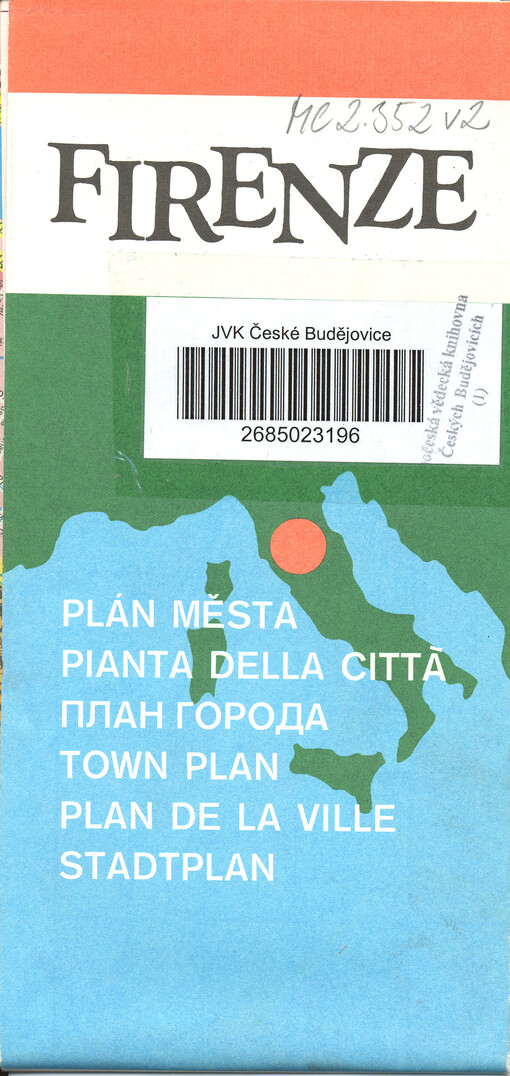 MC 2.352 v2
FIRENZE
JVK České Budějovice
2685023196
očeská vědecká knihovna
Českých Budějovicích
(1)
PLÁN MĚSTA
PIANTA DELLA CITTÀ
ПЛАН ГОРОДА
TOWN PLAN
PLAN DE LA VILLE
STADTPLAN